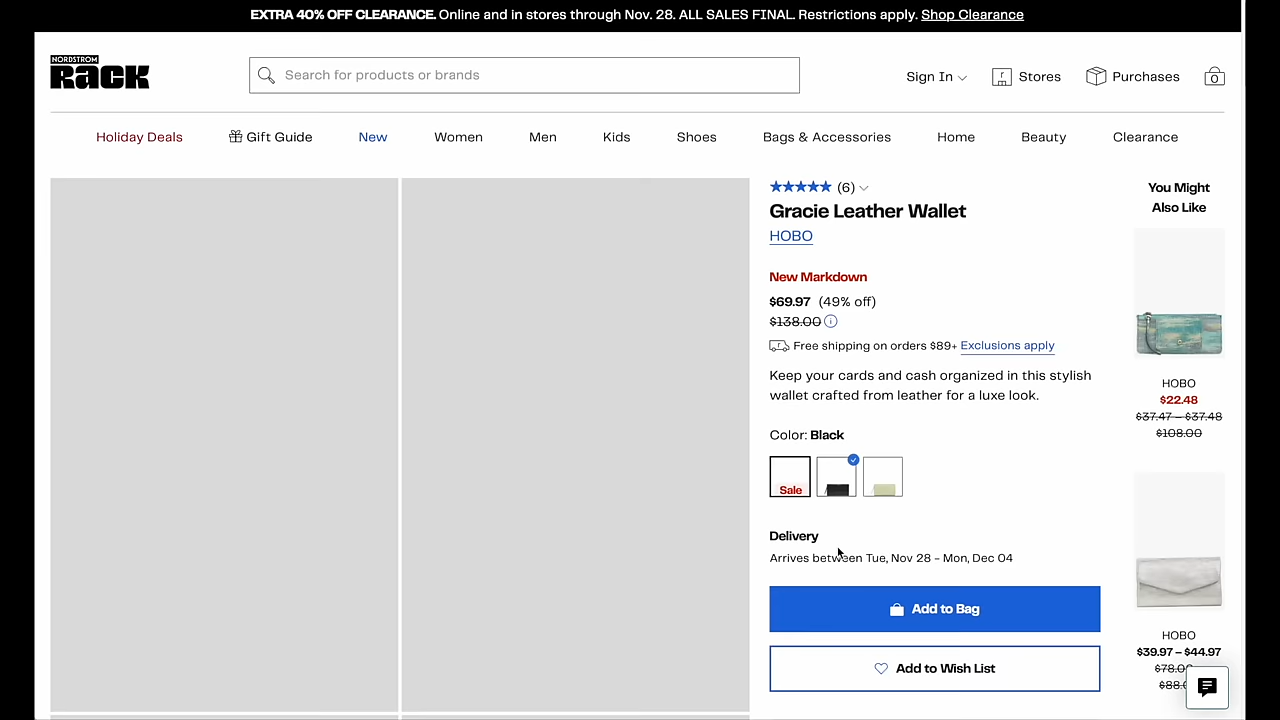 EXTRA 40% OFF CLEARANCE. Online and in stores through Nov. 28. ALL SALES FINAL. Restrictions apply. Shop Clearance
NORDSTROM
RACK
Search for products or brands
Sign In
Stores
Purchases
0
Holiday Deals
Gift Guide
New
Women
Men
Kids
Shoes
Bags & Accessories
Home
Beauty
Clearance
(6)
Gracie Leather Wallet
HOBO
New Markdown
$69.97 (49% off)
$138.00
Free shipping on orders $89+ Exclusions apply
Keep your cards and cash organized in this stylish
wallet crafted from leather for a luxe look.
Color: Black
Sale
Delivery
Arrives between Tue, Nov 28 – Mon, Dec 04
Add to Bag
Add to Wish List
You Might
Also Like
HOBO
$22.48
$37.47 – $37.48
$108.00
HOBO
$39.97 – $44.97